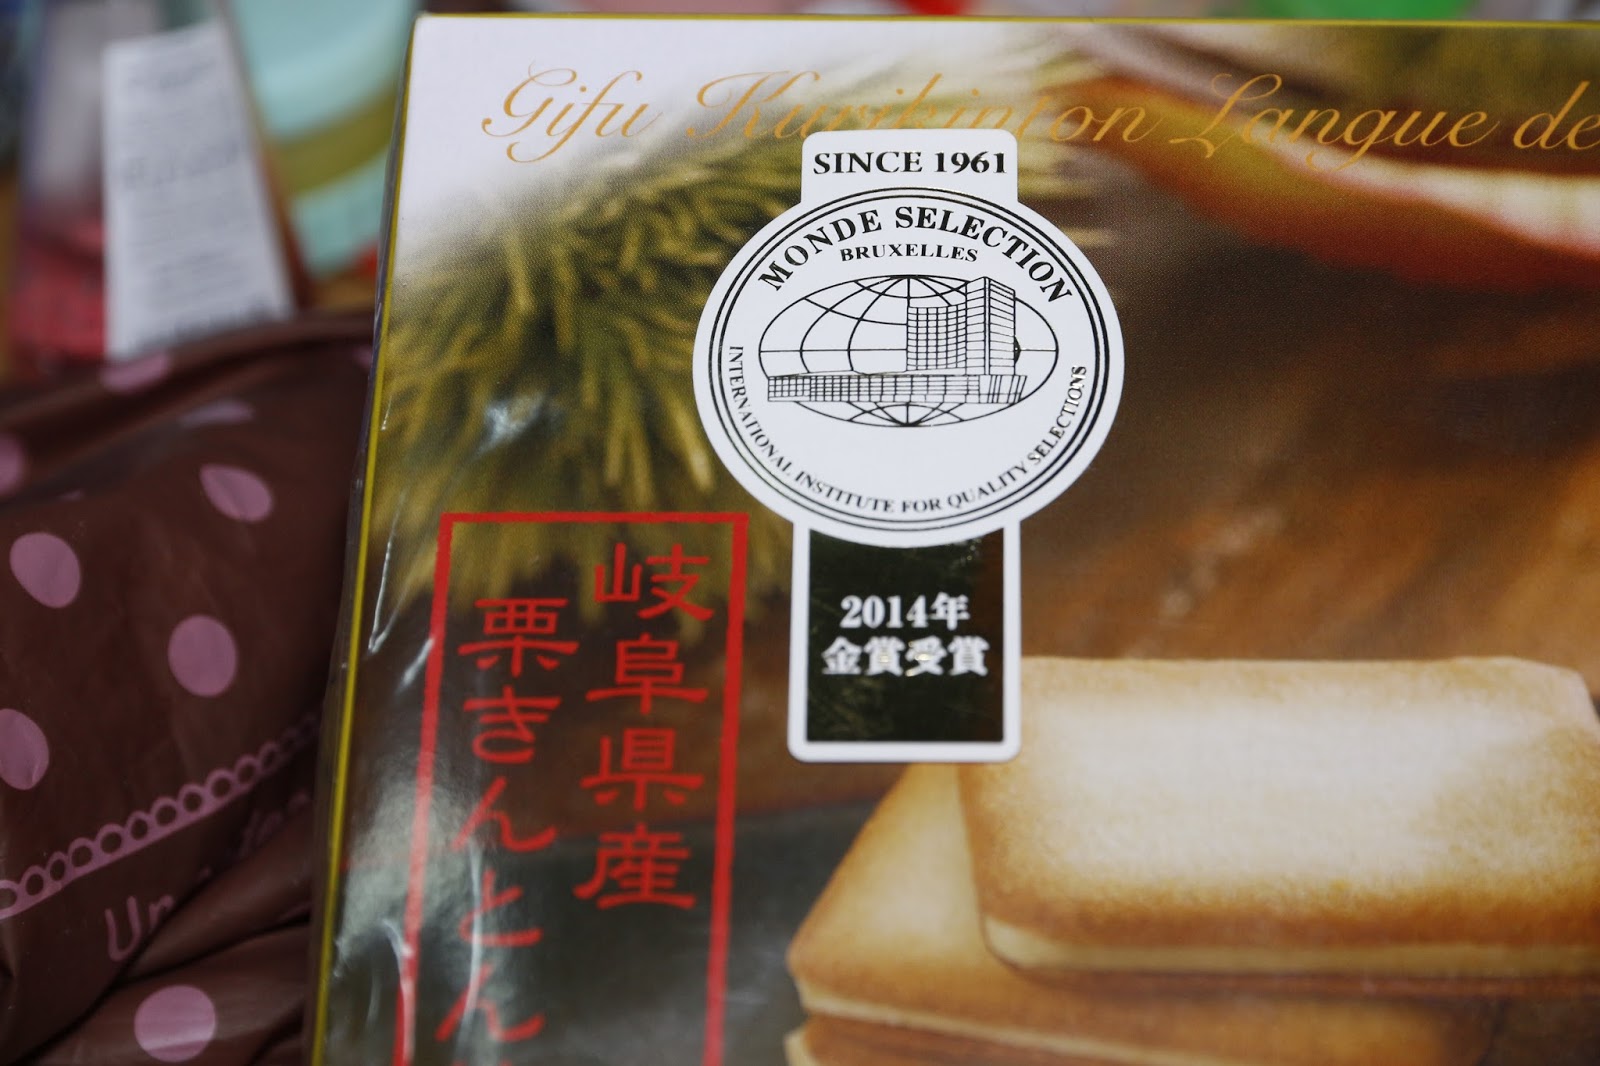 Gifu Kurikinton Langue de
SINCE 1961
MONDE SELECTION
BRUXELLES
INTERNATIONAL INSTITUTE FOR QUALITY SELECTIONS
2014年
金賞受賞
岐阜県産
栗きんとん
Un